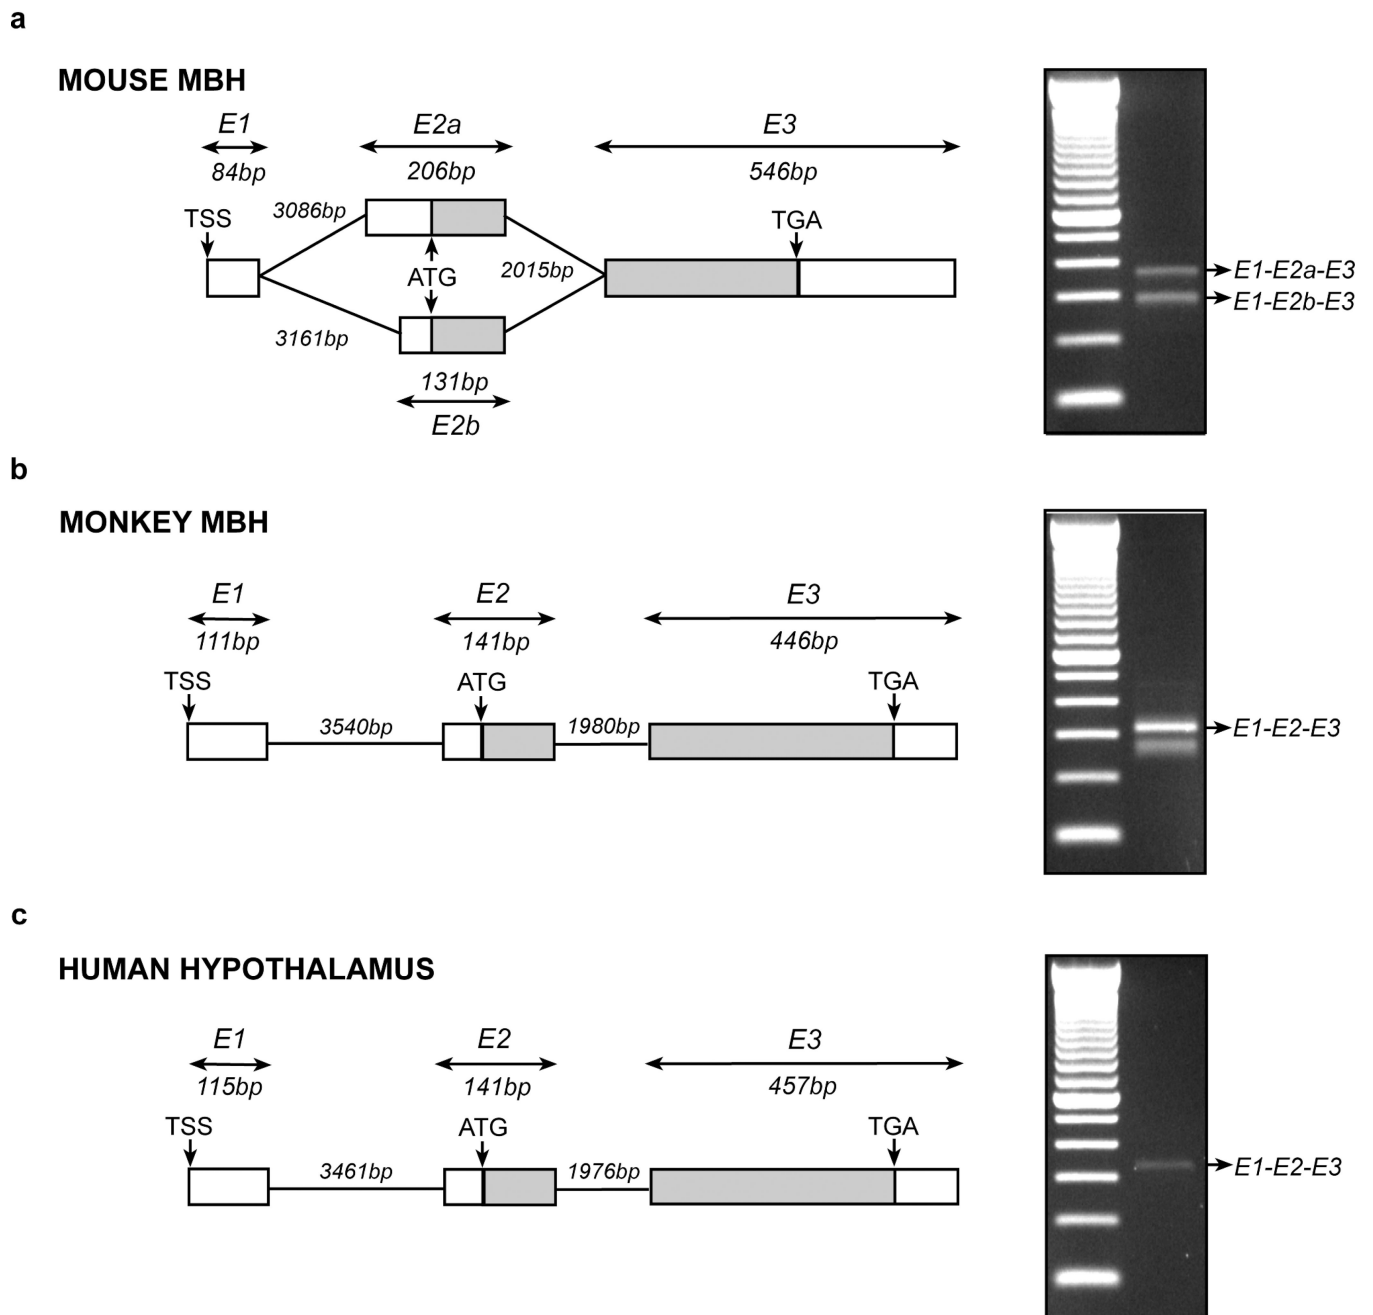 a
MOUSE MBH
E1
E2a
E3
84bp
206bp
546bp
TSS
3086bp
TGA
ATG
2015bp
3161bp
131bp
E2b
E1-E2a-E3
E1-E2b-E3
b
MONKEY MBH
E1
E2
E3
111bp
141bp
446bp
TSS
ATG
TGA
3540bp
1980bp
E1-E2-E3
c
HUMAN HYPOTHALAMUS
E1
E2
E3
115bp
141bp
457bp
TSS
ATG
TGA
3461bp
1976bp
E1-E2-E3